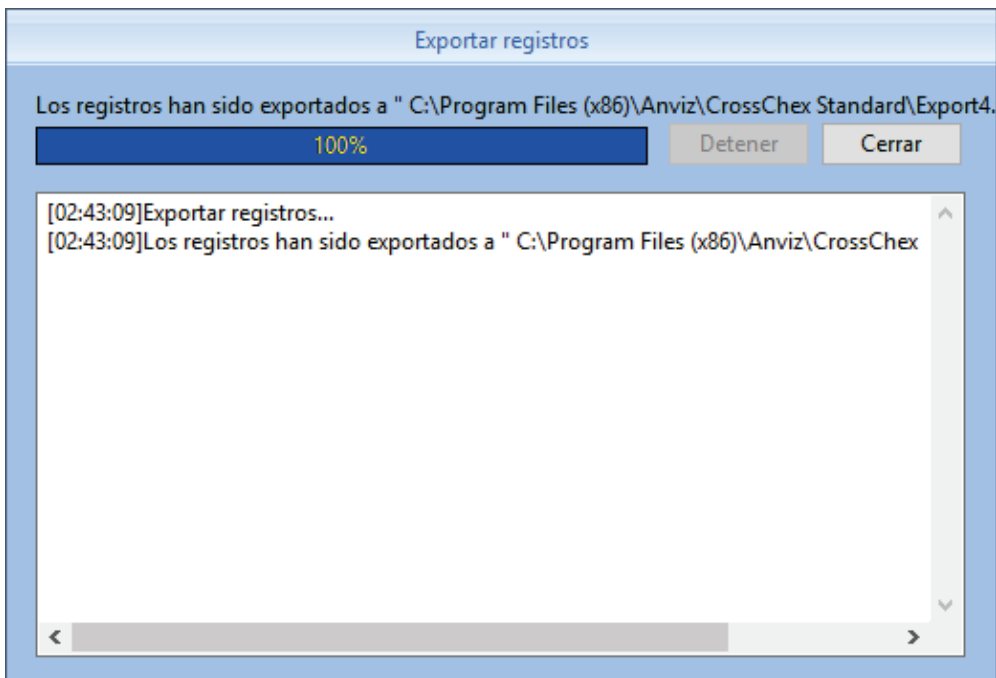 Exportar registros
Los registros han sido exportados a " C:\Program Files (x86)\Anviz\CrossChex Standard\Export4.
100%
Detener
Cerrar
[02:43:09]Exportar registros...
[02:43:09]Los registros han sido exportados a " C:\Program Files (x86)\Anviz\CrossChex